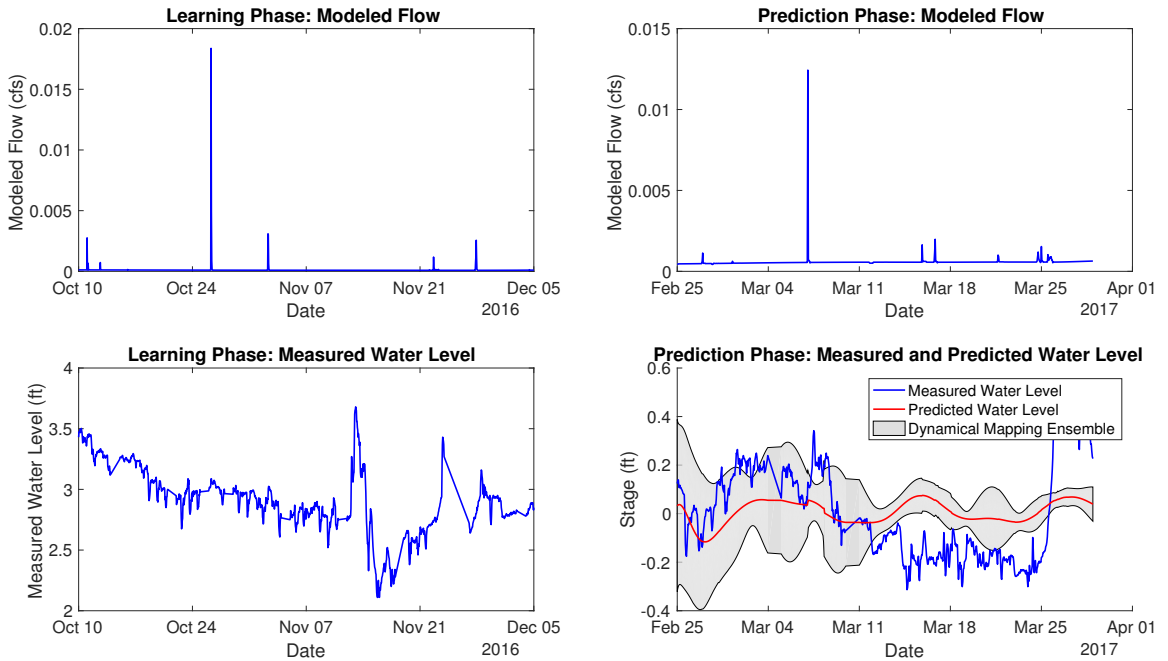 Learning Phase: Modeled Flow
Modeled Flow (cfs)
0.02
0.015
0.01
0.005
0
Oct 10 Oct 24 Nov 07 Nov 21 Dec 05
Date
2016
Prediction Phase: Modeled Flow
Modeled Flow (cfs)
0.015
0.01
0.005
0
Feb 25 Mar 04 Mar 11 Mar 18 Mar 25 Apr 01
Date
2017
Learning Phase: Measured Water Level
Measured Water Level (ft)
4
3.5
3
2.5
2
Oct 10 Oct 24 Nov 07 Nov 21 Dec 05
Date
2016
Prediction Phase: Measured and Predicted Water Level
Stage (ft)
0.6
0.4
0.2
0
-0.2
-0.4
Measured Water Level
Predicted Water Level
Dynamical Mapping Ensemble
Feb 25 Mar 04 Mar 11 Mar 18 Mar 25 Apr 01
Date
2017